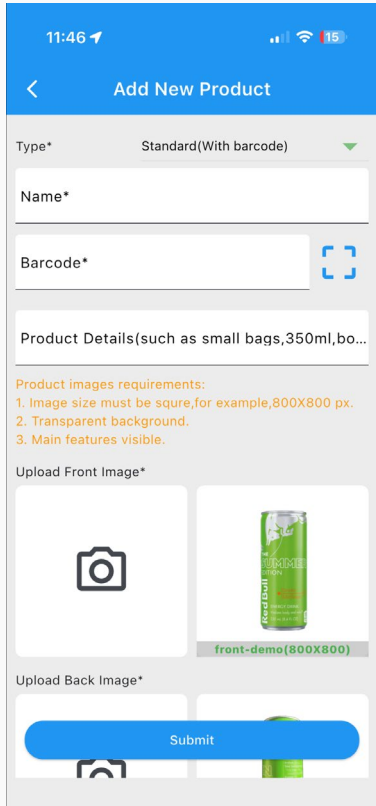 11:46
15
Add New Product
Type*
Standard(With barcode)
Name*
Barcode*
Product Details(such as small bags,350ml,bo...
Product images requirements:
1. Image size must be squre,for example,800X800 px.
2. Transparent background.
3. Main features visible.
Upload Front Image*
THE
SUMMER
EDITION
Red Bull
front-demo(800X800)
Upload Back Image*
Submit